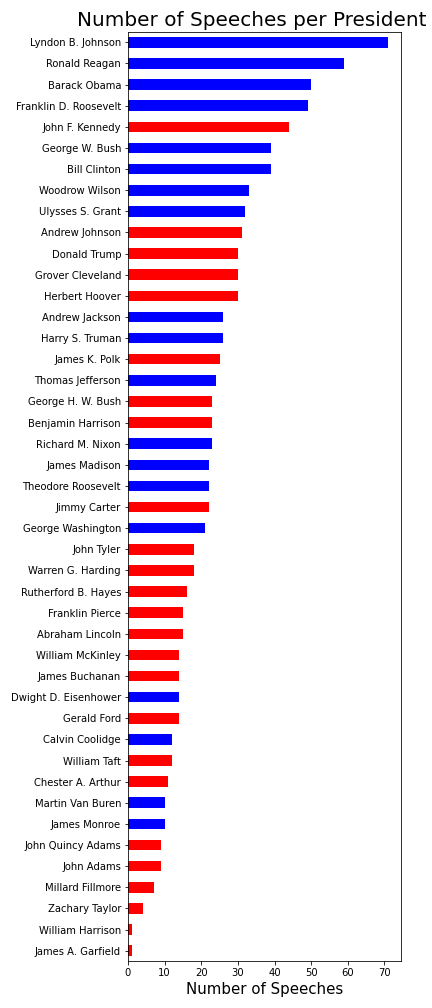 Number of Speeches per President
Lyndon B. Johnson
Ronald Reagan
Barack Obama
Franklin D. Roosevelt
John F. Kennedy
George W. Bush
Bill Clinton
Woodrow Wilson
Ulysses S. Grant
Andrew Johnson
Donald Trump
Grover Cleveland
Herbert Hoover
Andrew Jackson
Harry S. Truman
James K. Polk
Thomas Jefferson
George H. W. Bush
Benjamin Harrison
Richard M. Nixon
James Madison
Theodore Roosevelt
Jimmy Carter
George Washington
John Tyler
Warren G. Harding
Rutherford B. Hayes
Franklin Pierce
Abraham Lincoln
William McKinley
James Buchanan
Dwight D. Eisenhower
Gerald Ford
Calvin Coolidge
William Taft
Chester A. Arthur
Martin Van Buren
James Monroe
John Quincy Adams
John Adams
Millard Fillmore
Zachary Taylor
William Harrison
James A. Garfield
0 10 20 30 40 50 60 70
Number of Speeches